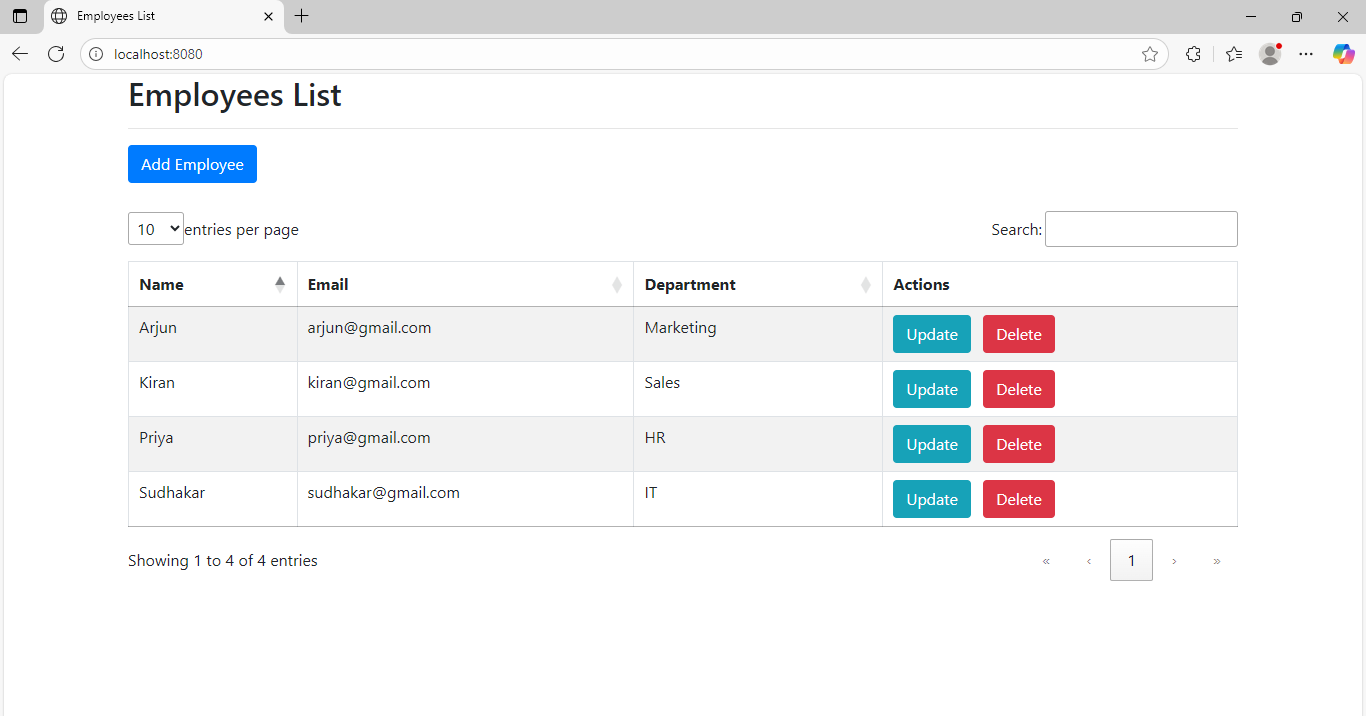 Employees List
localhost:8080
Employees List
Add Employee
10 entries per page Search:
Name Email Department Actions
Arjun arjun@gmail.com Marketing Update Delete
Kiran kiran@gmail.com Sales Update Delete
Priya priya@gmail.com HR Update Delete
Sudhakar sudhakar@gmail.com IT Update Delete
Showing 1 to 4 of 4 entries « ‹ 1 › »